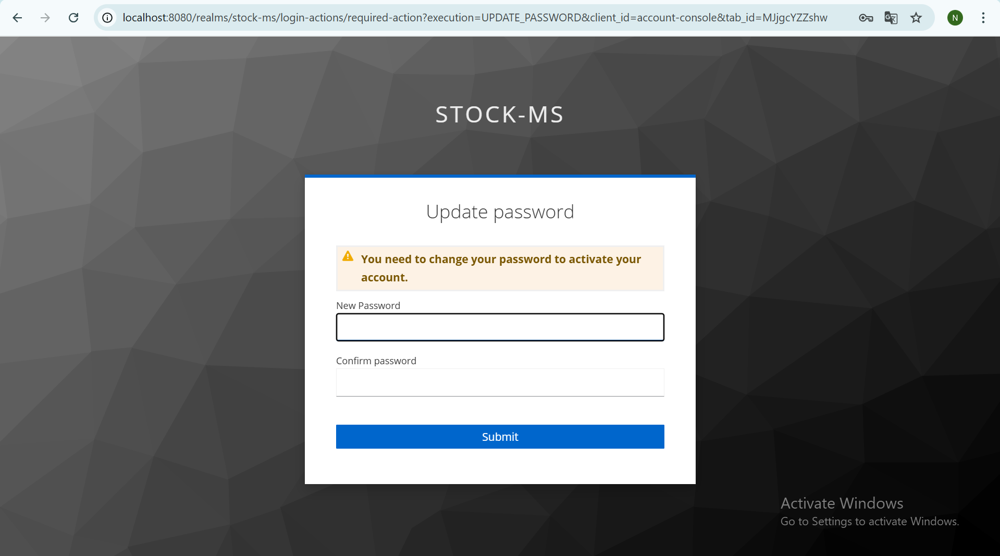 localhost:8080/realms/stock-ms/login-actions/required-action?execution=UPDATE_PASSWORD&client_id=account-console&tab_id=MJjgcYZZshw
N
STOCK-MS
Update password
You need to change your password to activate your
account.
New Password
Confirm password
Submit
Activate Windows
Go to Settings to activate Windows.